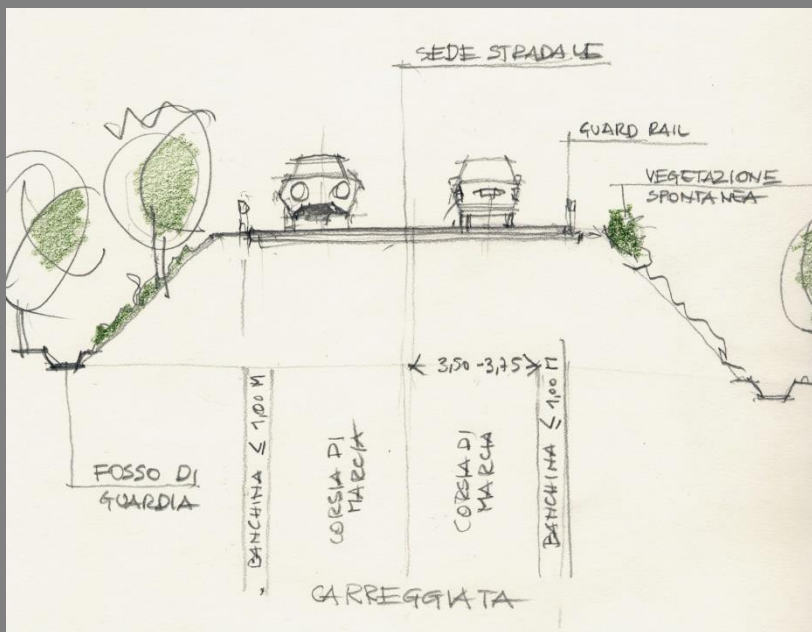 SEDE STRADALE
GUARD RAIL
VEGETAZIONE
SPONTANEA
3,50 - 3,75
BANCHINA ≤ 1,00 M
CORSIA DI
MARCIA
CORSIA DI
MARCIA
BANCHINA ≤ 1,00 M
FOSSO DI
GUARDIA
CARREGGIATA